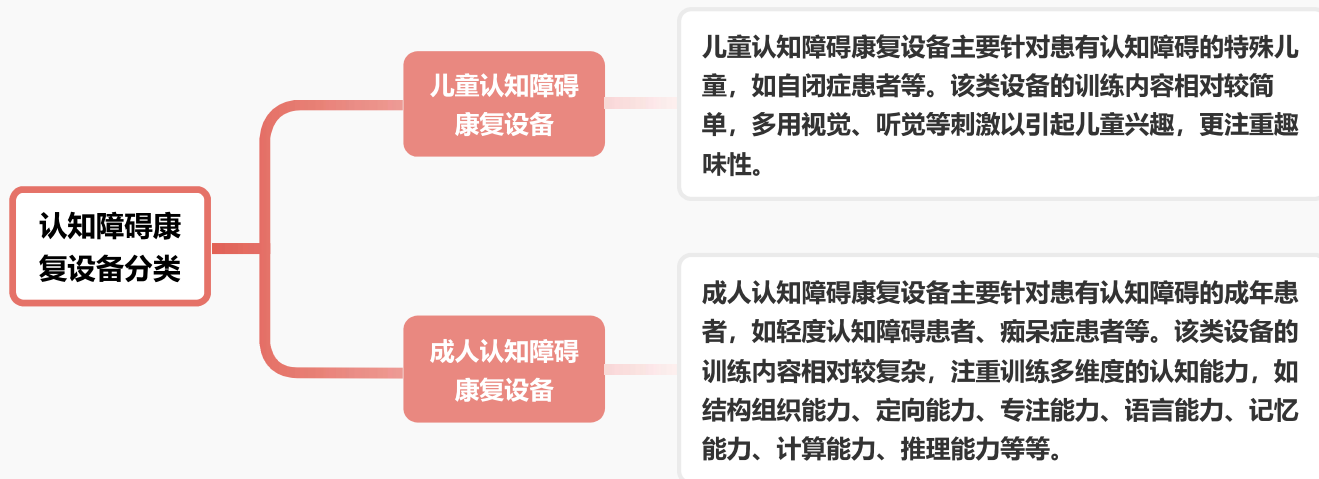 认知障碍康
复设备分类
儿童认知障碍
康复设备
儿童认知障碍康复设备主要针对患有认知障碍的特殊儿
童，如自闭症患者等。该类设备的训练内容相对较简
单，多用视觉、听觉等刺激以引起儿童兴趣，更注重趣
味性。
成人认知障碍
康复设备
成人认知障碍康复设备主要针对患有认知障碍的成年患
者，如轻度认知障碍患者、痴呆症患者等。该类设备的
训练内容相对较复杂，注重训练多维度的认知能力，如
结构组织能力、定向能力、专注能力、语言能力、记忆
能力、计算能力、推理能力等等。